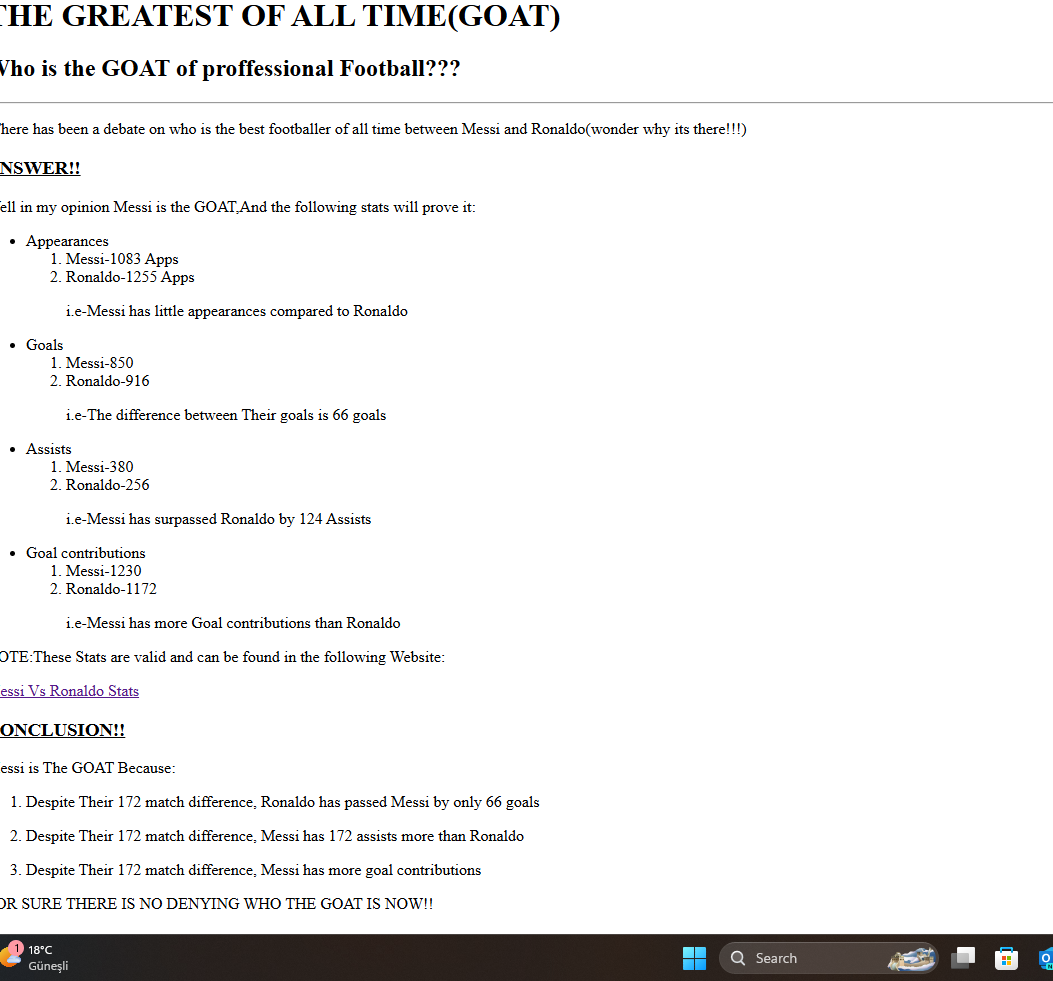 THE GREATEST OF ALL TIME(GOAT)
Who is the GOAT of proffessional Football???
There has been a debate on who is the best footballer of all time between Messi and Ronaldo(wonder why its there!!!)
NSWER!!
ell in my opinion Messi is the GOAT,And the following stats will prove it:
• Appearances
1. Messi-1083 Apps
2. Ronaldo-1255 Apps
i.e-Messi has little appearances compared to Ronaldo
• Goals
1. Messi-850
2. Ronaldo-916
i.e-The difference between Their goals is 66 goals
• Assists
1. Messi-380
2. Ronaldo-256
i.e-Messi has surpassed Ronaldo by 124 Assists
• Goal contributions
1. Messi-1230
2. Ronaldo-1172
i.e-Messi has more Goal contributions than Ronaldo
OTE:These Stats are valid and can be found in the following Website:
essi Vs Ronaldo Stats
ONCLUSION!!
essi is The GOAT Because:
1. Despite Their 172 match difference, Ronaldo has passed Messi by only 66 goals
2. Despite Their 172 match difference, Messi has 172 assists more than Ronaldo
3. Despite Their 172 match difference, Messi has more goal contributions
OR SURE THERE IS NO DENYING WHO THE GOAT IS NOW!!
1
18°C
Güneşli
Search